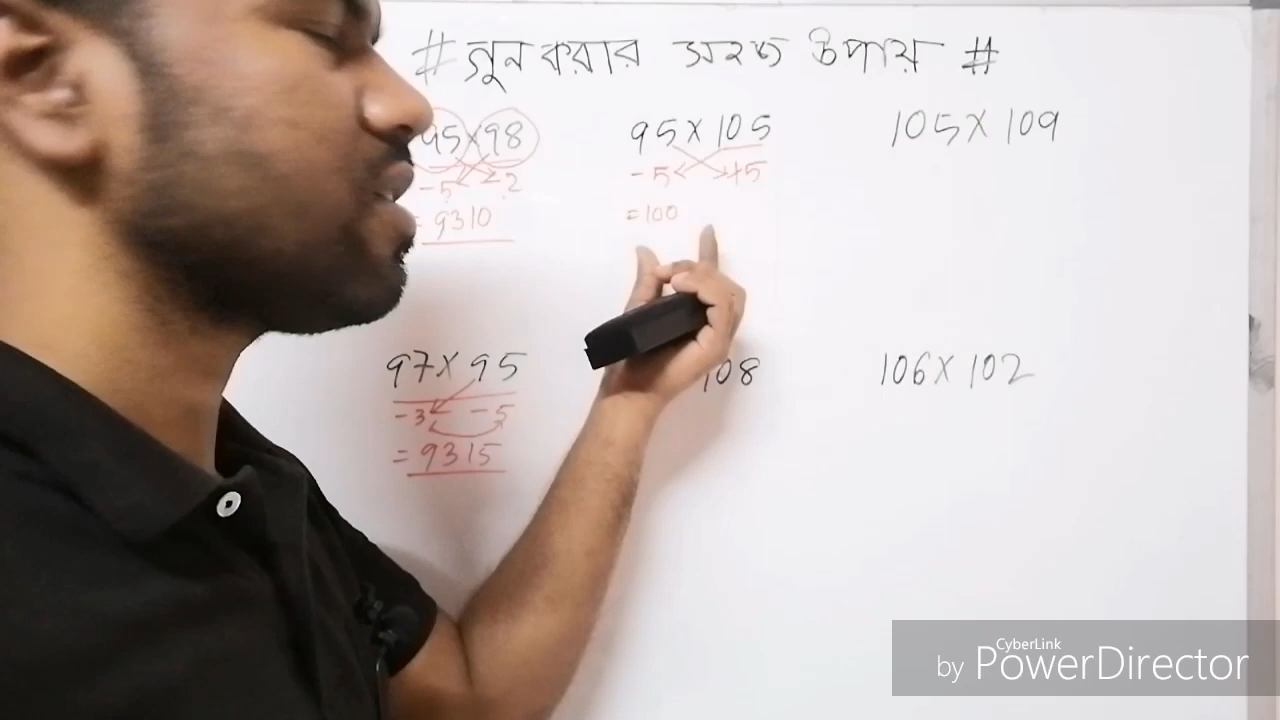 # গুন করার সহজ উপায় #
95 X 98
-5 -2
= 9310
95 X 105
-5 +5
= 100
105 X 109
97 X 95
-3 -5
= 9315
108
106 X 102
CyberLink
by PowerDirector